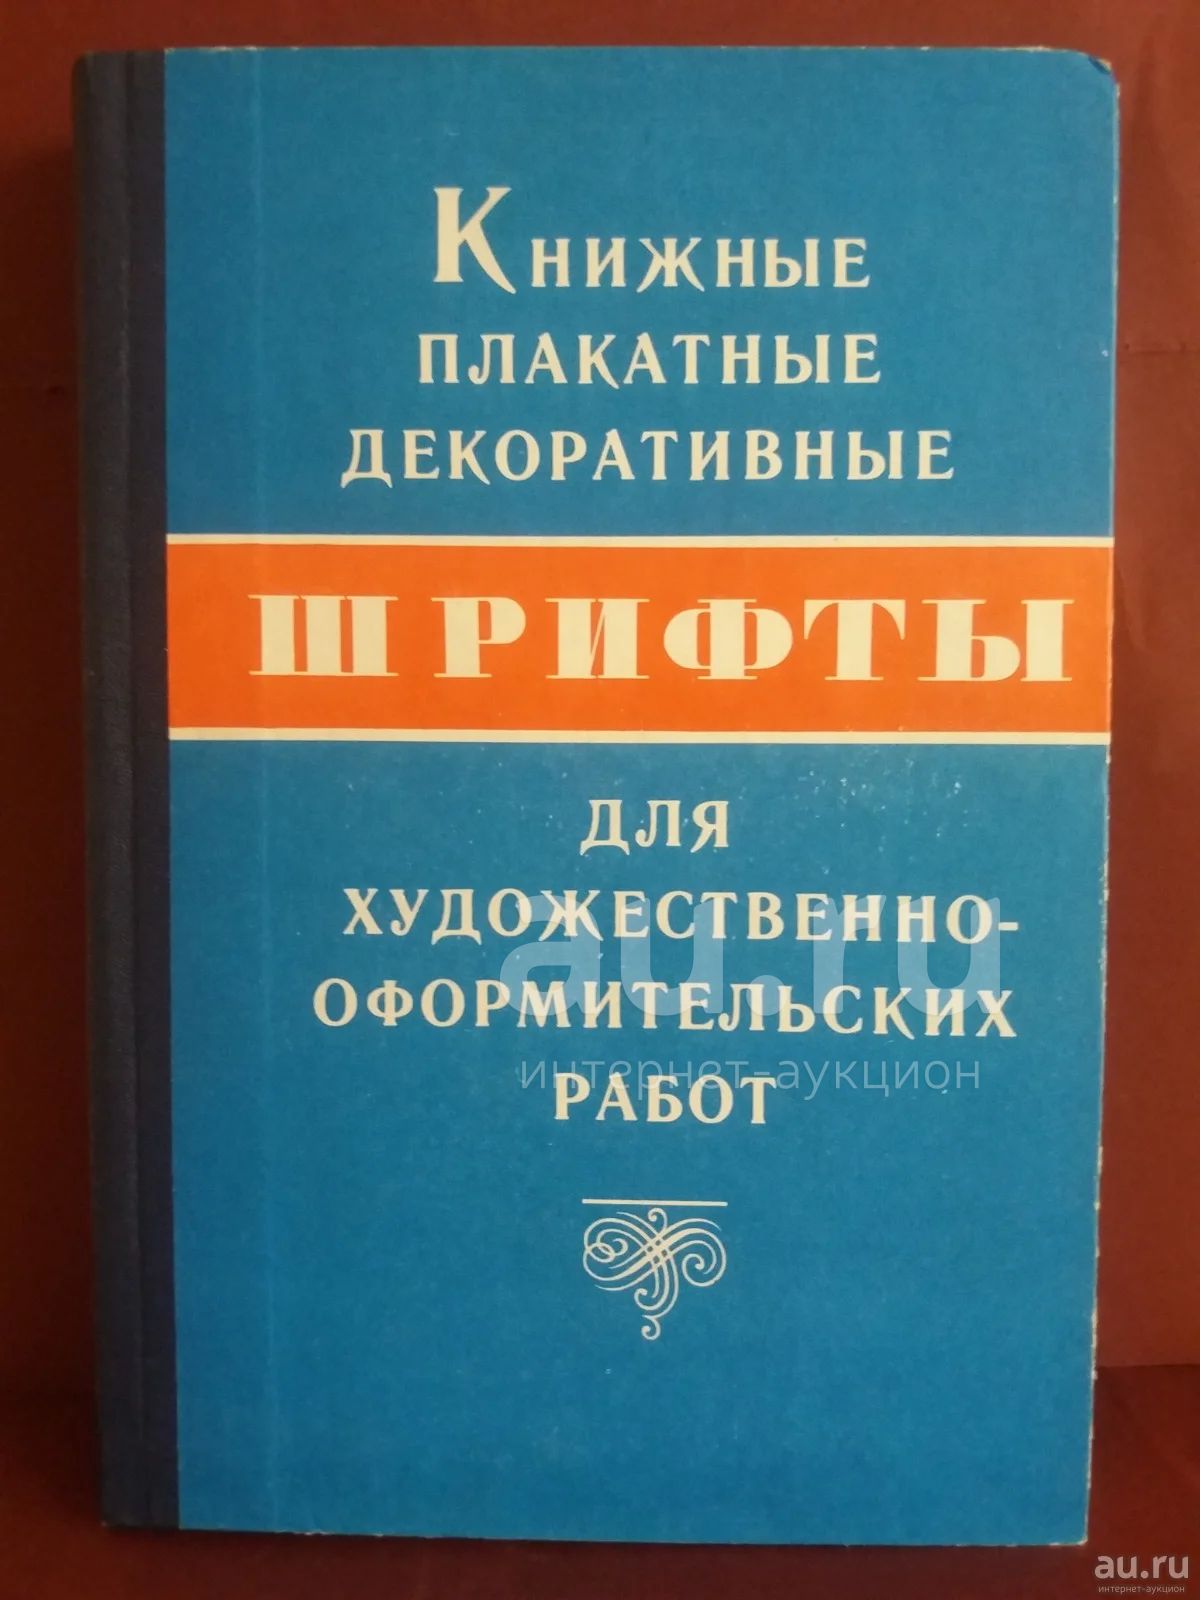 Книжные
ПЛАКАТНЫЕ
ДЕКОРАТИВНЫЕ
ШРИФТЫ
ДЛЯ
ХУДОЖЕСТВЕННО-
ОФОРМИТЕЛЬСКИХ
РАБОТ
au.ru
интернет-аукцион
au.ru
интернет-аукцион